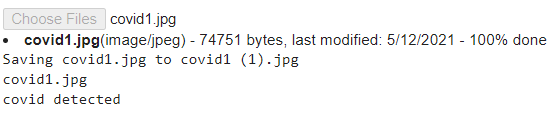 Choose Files covid1.jpg
• covid1.jpg(image/jpeg) - 74751 bytes, last modified: 5/12/2021 - 100% done
Saving covid1.jpg to covid1 (1).jpg
covid1.jpg
covid detected